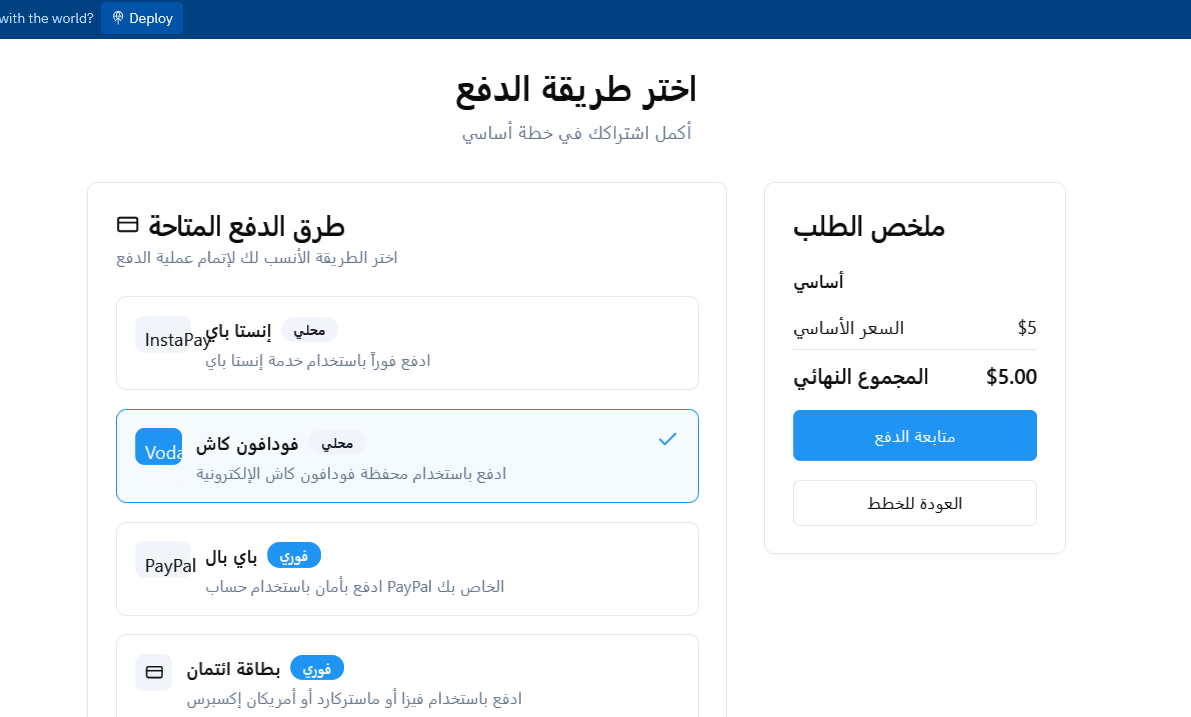 with the world?
Deploy
اختر طريقة الدفع
أكمل اشتراكك في خطة أساسي
طرق الدفع المتاحة
اختر الطريقة الأنسب لك لإتمام عملية الدفع
InstaPay
إنستا باي
محلي
ادفع فوراً باستخدام خدمة إنستا باي
Voda
فودافون كاش
محلي
ادفع باستخدام محفظة فودافون كاش الإلكترونية
PayPal
باي بال
فوري
الخاص بك PayPal ادفع بأمان باستخدام حساب
بطاقة ائتمان
فوري
ادفع باستخدام فيزا أو ماستركارد أو أمريكان إكسبرس
ملخص الطلب
أساسي
السعر الأساسي
$5
المجموع النهائي
$5.00
متابعة الدفع
العودة للخطط